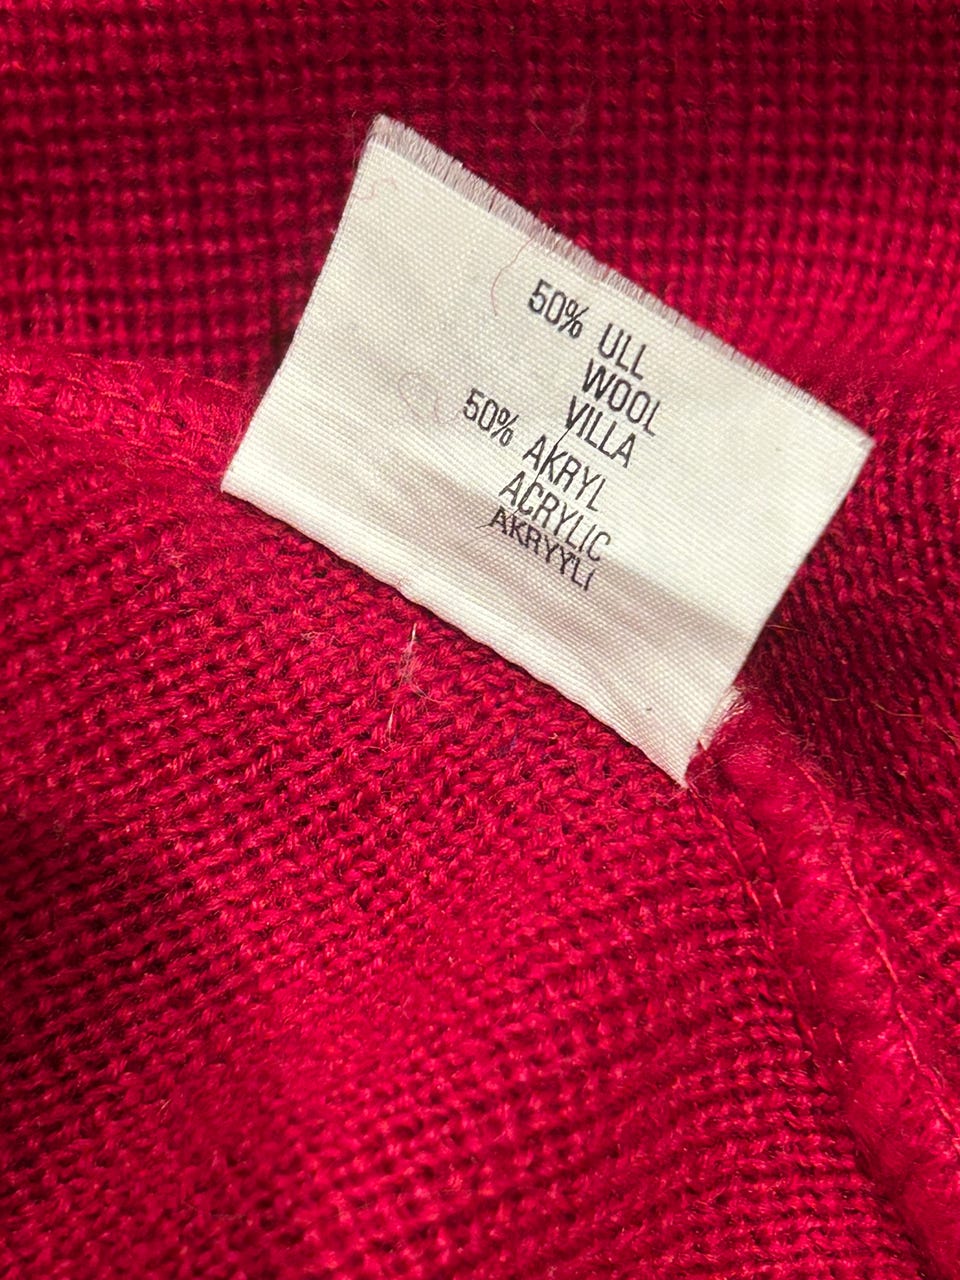 50% ULL
WOOL
VILLA
50% AKRYL
ACRYLIC
AKRYYLI